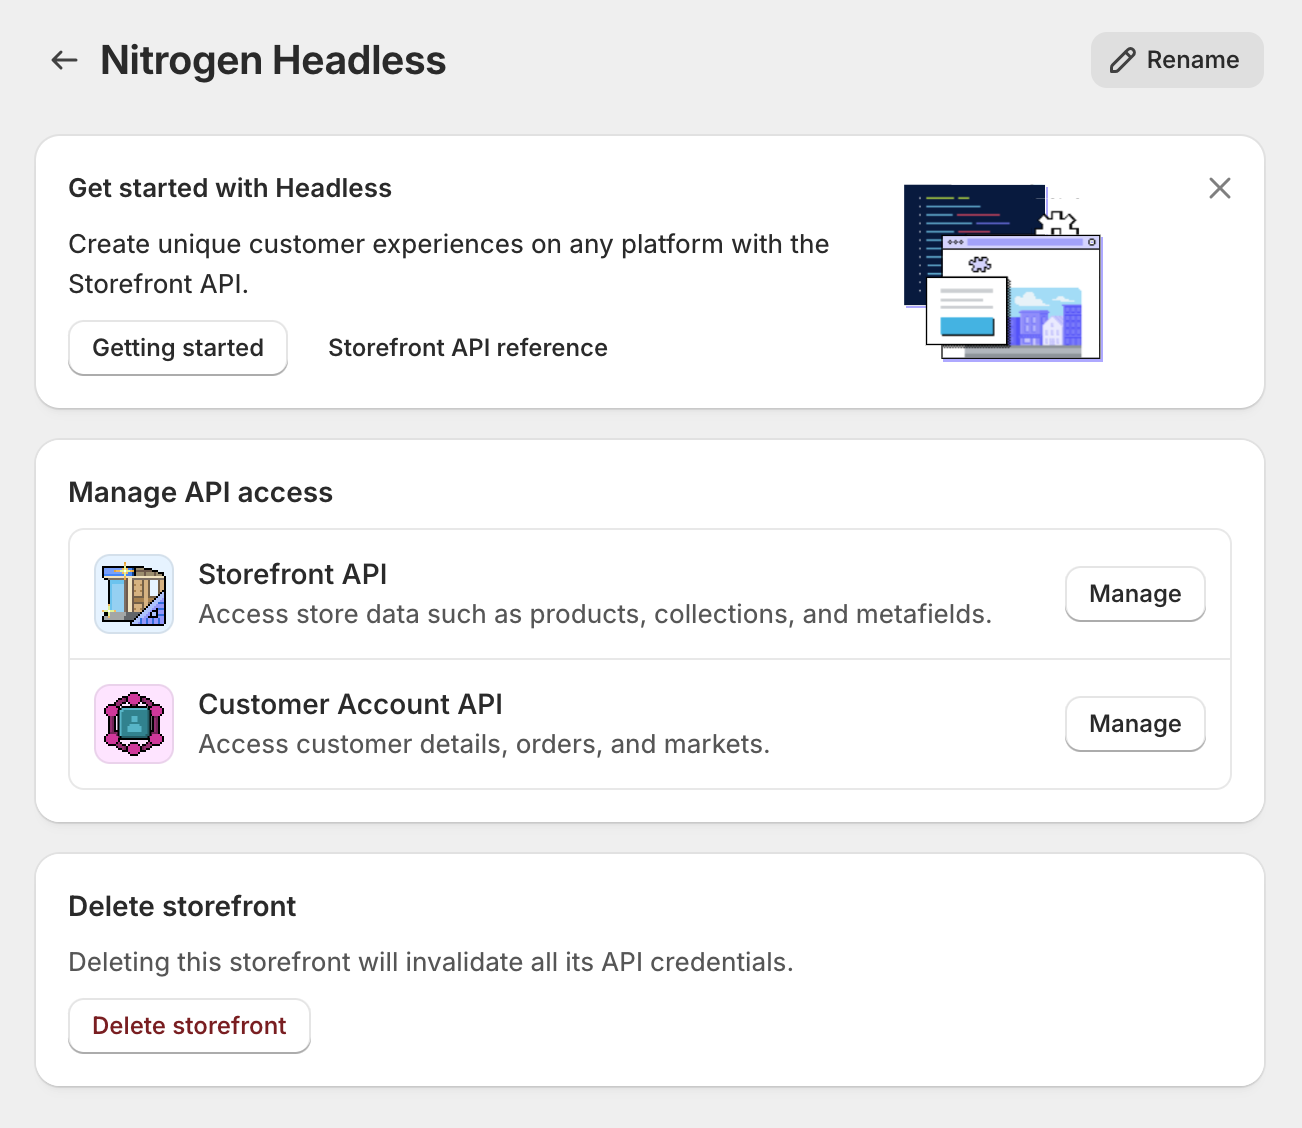 Nitrogen Headless
Rename
Get started with Headless
Create unique customer experiences on any platform with the
Storefront API.
Getting started
Storefront API reference
Manage API access
Storefront API
Access store data such as products, collections, and metafields.
Manage
Customer Account API
Access customer details, orders, and markets.
Manage
Delete storefront
Deleting this storefront will invalidate all its API credentials.
Delete storefront